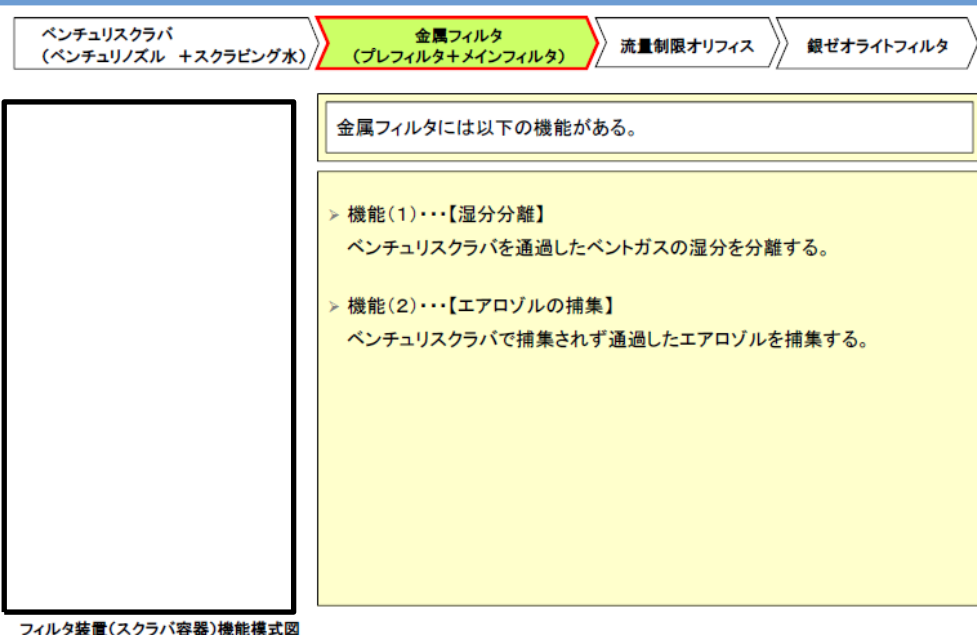 ベンチュリスクラバ
（ベンチュリノズル　＋スクラビング水）
金属フィルタ
（プレフィルタ＋メインフィルタ）
流量制限オリフィス
銀ゼオライトフィルタ
金属フィルタには以下の機能がある。
➢ 機能（１）・・・【湿分分離】
ベンチュリスクラバを通過したベントガスの湿分を分離する。
➢ 機能（２）・・・【エアロゾルの捕集】
ベンチュリスクラバで捕集されず通過したエアロゾルを捕集する。
フィルタ装置（スクラバ容器）機能模式図